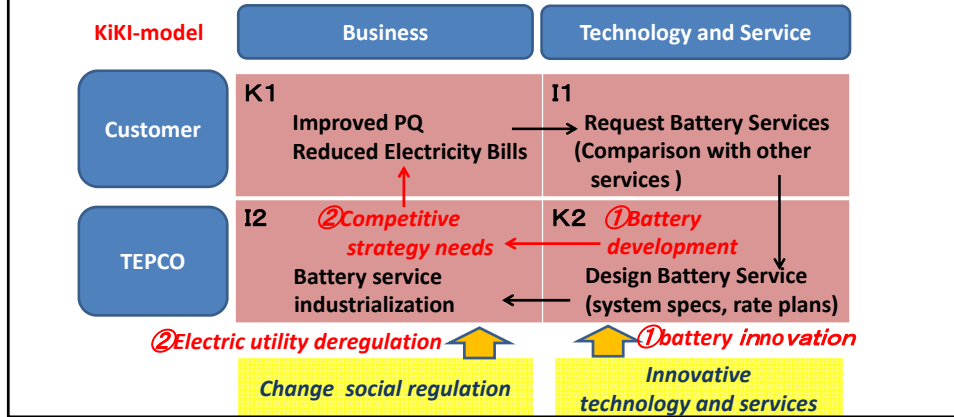 KiKI-model
Business
Technology and Service
Customer
K1
Improved PQ
Reduced Electricity Bills
I1
Request Battery Services
(Comparison with other
services )
TEPCO
I2
②Competitive
strategy needs
Battery service
industrialization
K2
①Battery
development
Design Battery Service
(system specs, rate plans)
②Electric utility deregulation
①battery innovation
Change social regulation
Innovative
technology and services